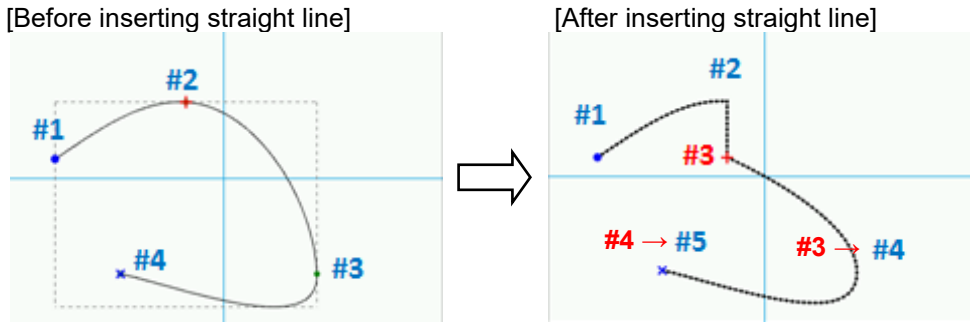 [Before inserting straight line]
#2
#1
#4
#3
[After inserting straight line]
#2
#1
#3
#4 → #5
#3 → #4